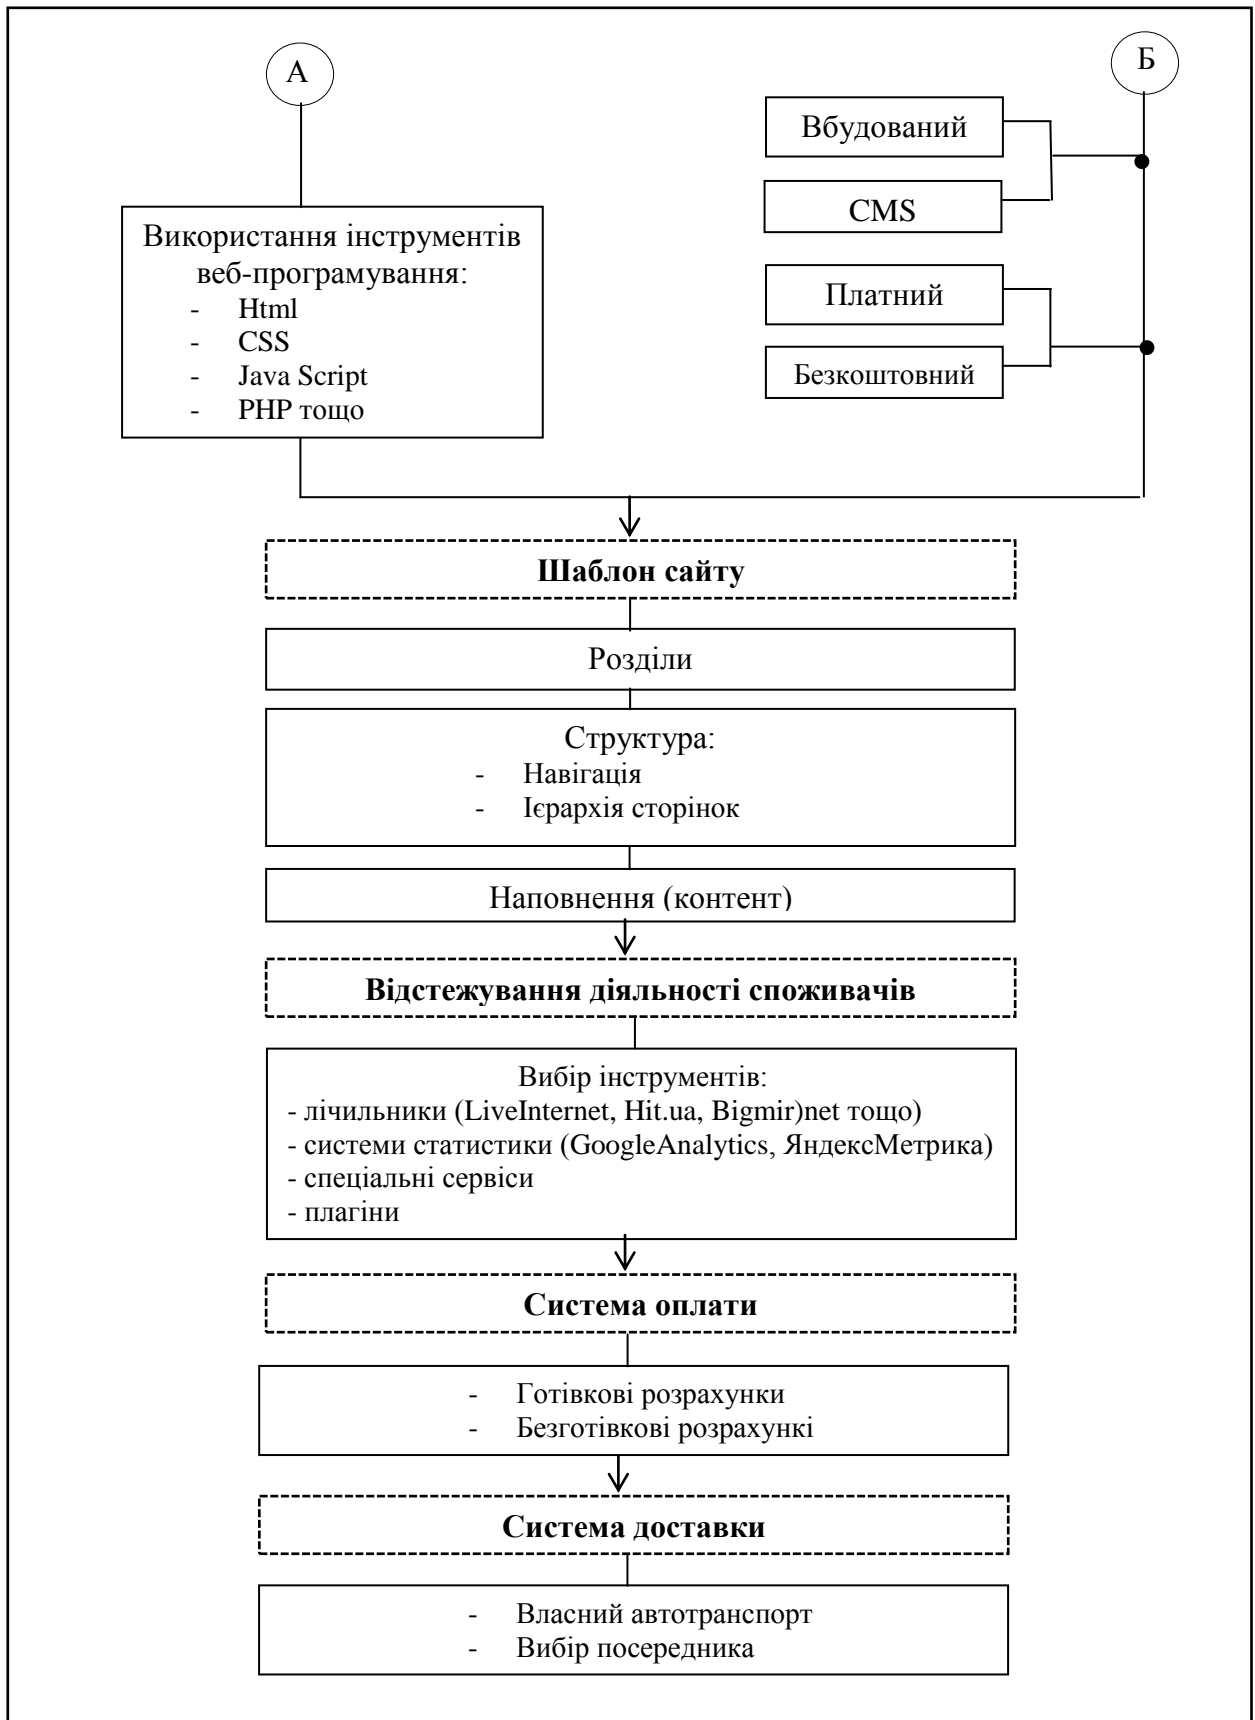 А
Б
Вбудований
CMS
Платний
Безкоштовний
Використання інструментів
веб-програмування:
- Html
- CSS
- Java Script
- PHP тощо
Шаблон сайту
Розділи
Структура:
- Навігація
- Ієрархія сторінок
Наповнення (контент)
Відстежування діяльності споживачів
Вибір інструментів:
- лічильники (LiveInternet, Hit.ua, Bigmir)net тощо)
- системи статистики (GoogleAnalytics, ЯндексМетрика)
- спеціальні сервіси
- плагіни
Система оплати
- Готівкові розрахунки
- Безготівкові розрахункі
Система доставки
- Власний автотранспорт
- Вибір посередника